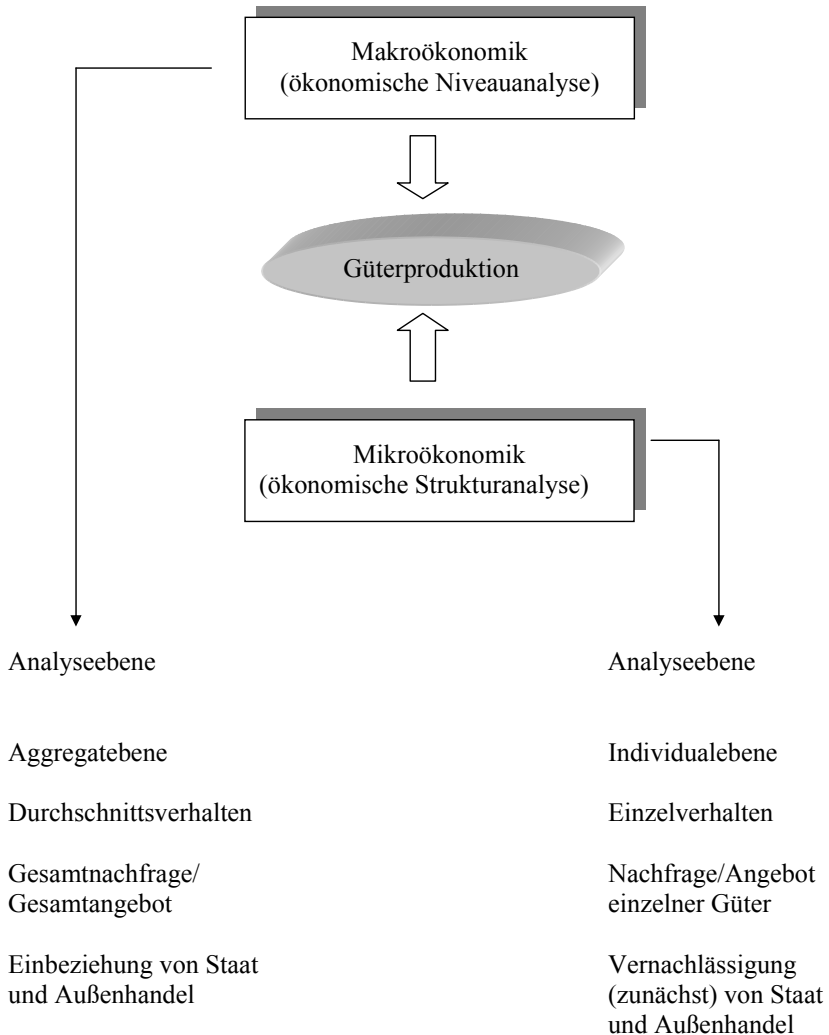 Makroökonomik
(ökonomische Niveauanalyse)
Güterproduktion
Mikroökonomik
(ökonomische Strukturanalyse)
Analyseebene
Aggregatebene
Durchschnittsverhalten
Gesamtnachfrage/
Gesamtangebot
Einbeziehung von Staat
und Außenhandel
Analyseebene
Individualebene
Einzelverhalten
Nachfrage/Angebot
einzelner Güter
Vernachlässigung
(zunächst) von Staat
und Außenhandel